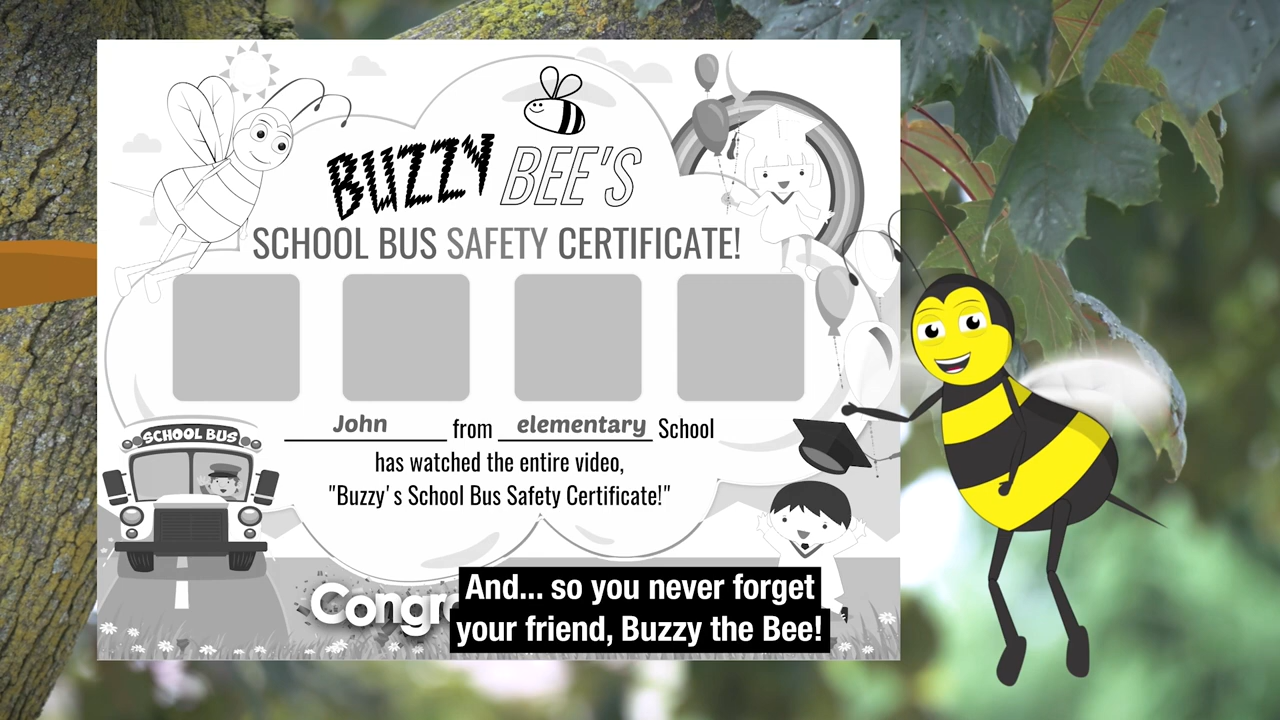 BUZZY BEE'S
SCHOOL BUS SAFETY CERTIFICATE!
John from elementary School
has watched the entire video,
"Buzzy's School Bus Safety Certificate!"
SCHOOL BUS
Congr
And... so you never forget
your friend, Buzzy the Bee!